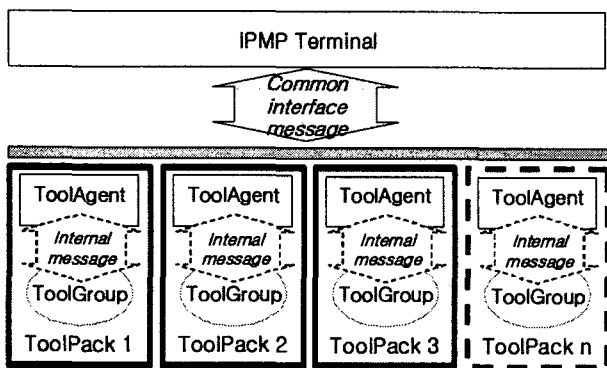 IPMP Terminal
Common
interface
message
ToolAgent ToolAgent ToolAgent ToolAgent
Internal Internal Internal Internal
message message message message
ToolGroup ToolGroup ToolGroup ToolGroup
ToolPack 1 ToolPack 2 ToolPack 3 ToolPack n